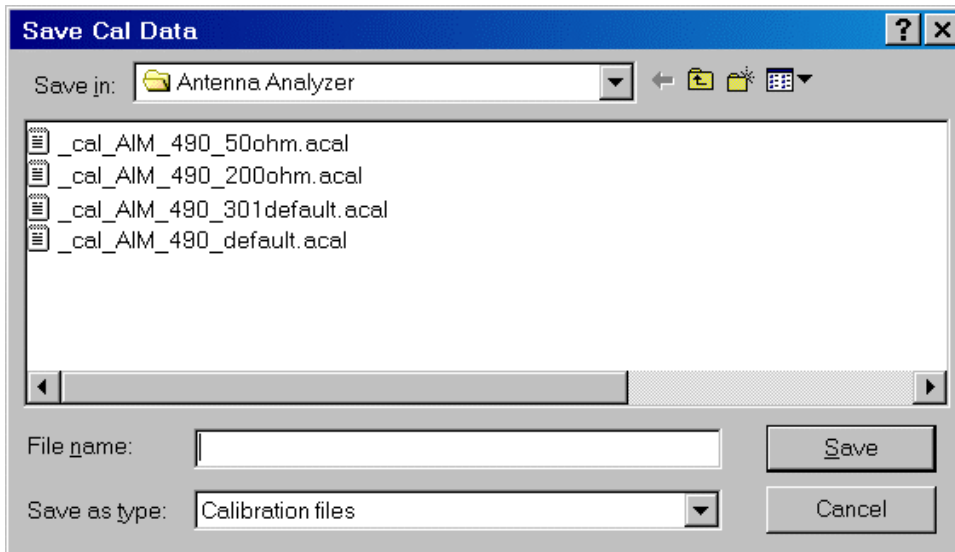 Save Cal Data
?
Save in:
Antenna Analyzer
_cal_AIM_490_50ohm.acal
_cal_AIM_490_200ohm.acal
_cal_AIM_490_301default.acal
_cal_AIM_490_default.acal
File name:
Save
Save as type:
Calibration files
Cancel